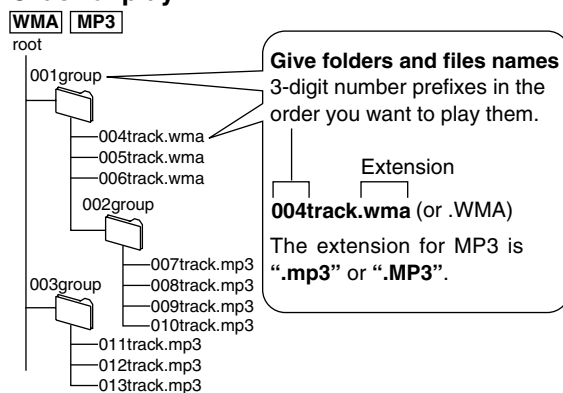 WMA MP3
root
001group
004track.wma
005track.wma
006track.wma
002group
007track.mp3
008track.mp3
009track.mp3
010track.mp3
003group
011track.mp3
012track.mp3
013track.mp3
Give folders and files names
3-digit number prefixes in the
order you want to play them.
Extension
004track.wma (or .WMA)
The extension for MP3 is
“.mp3” or “.MP3”.